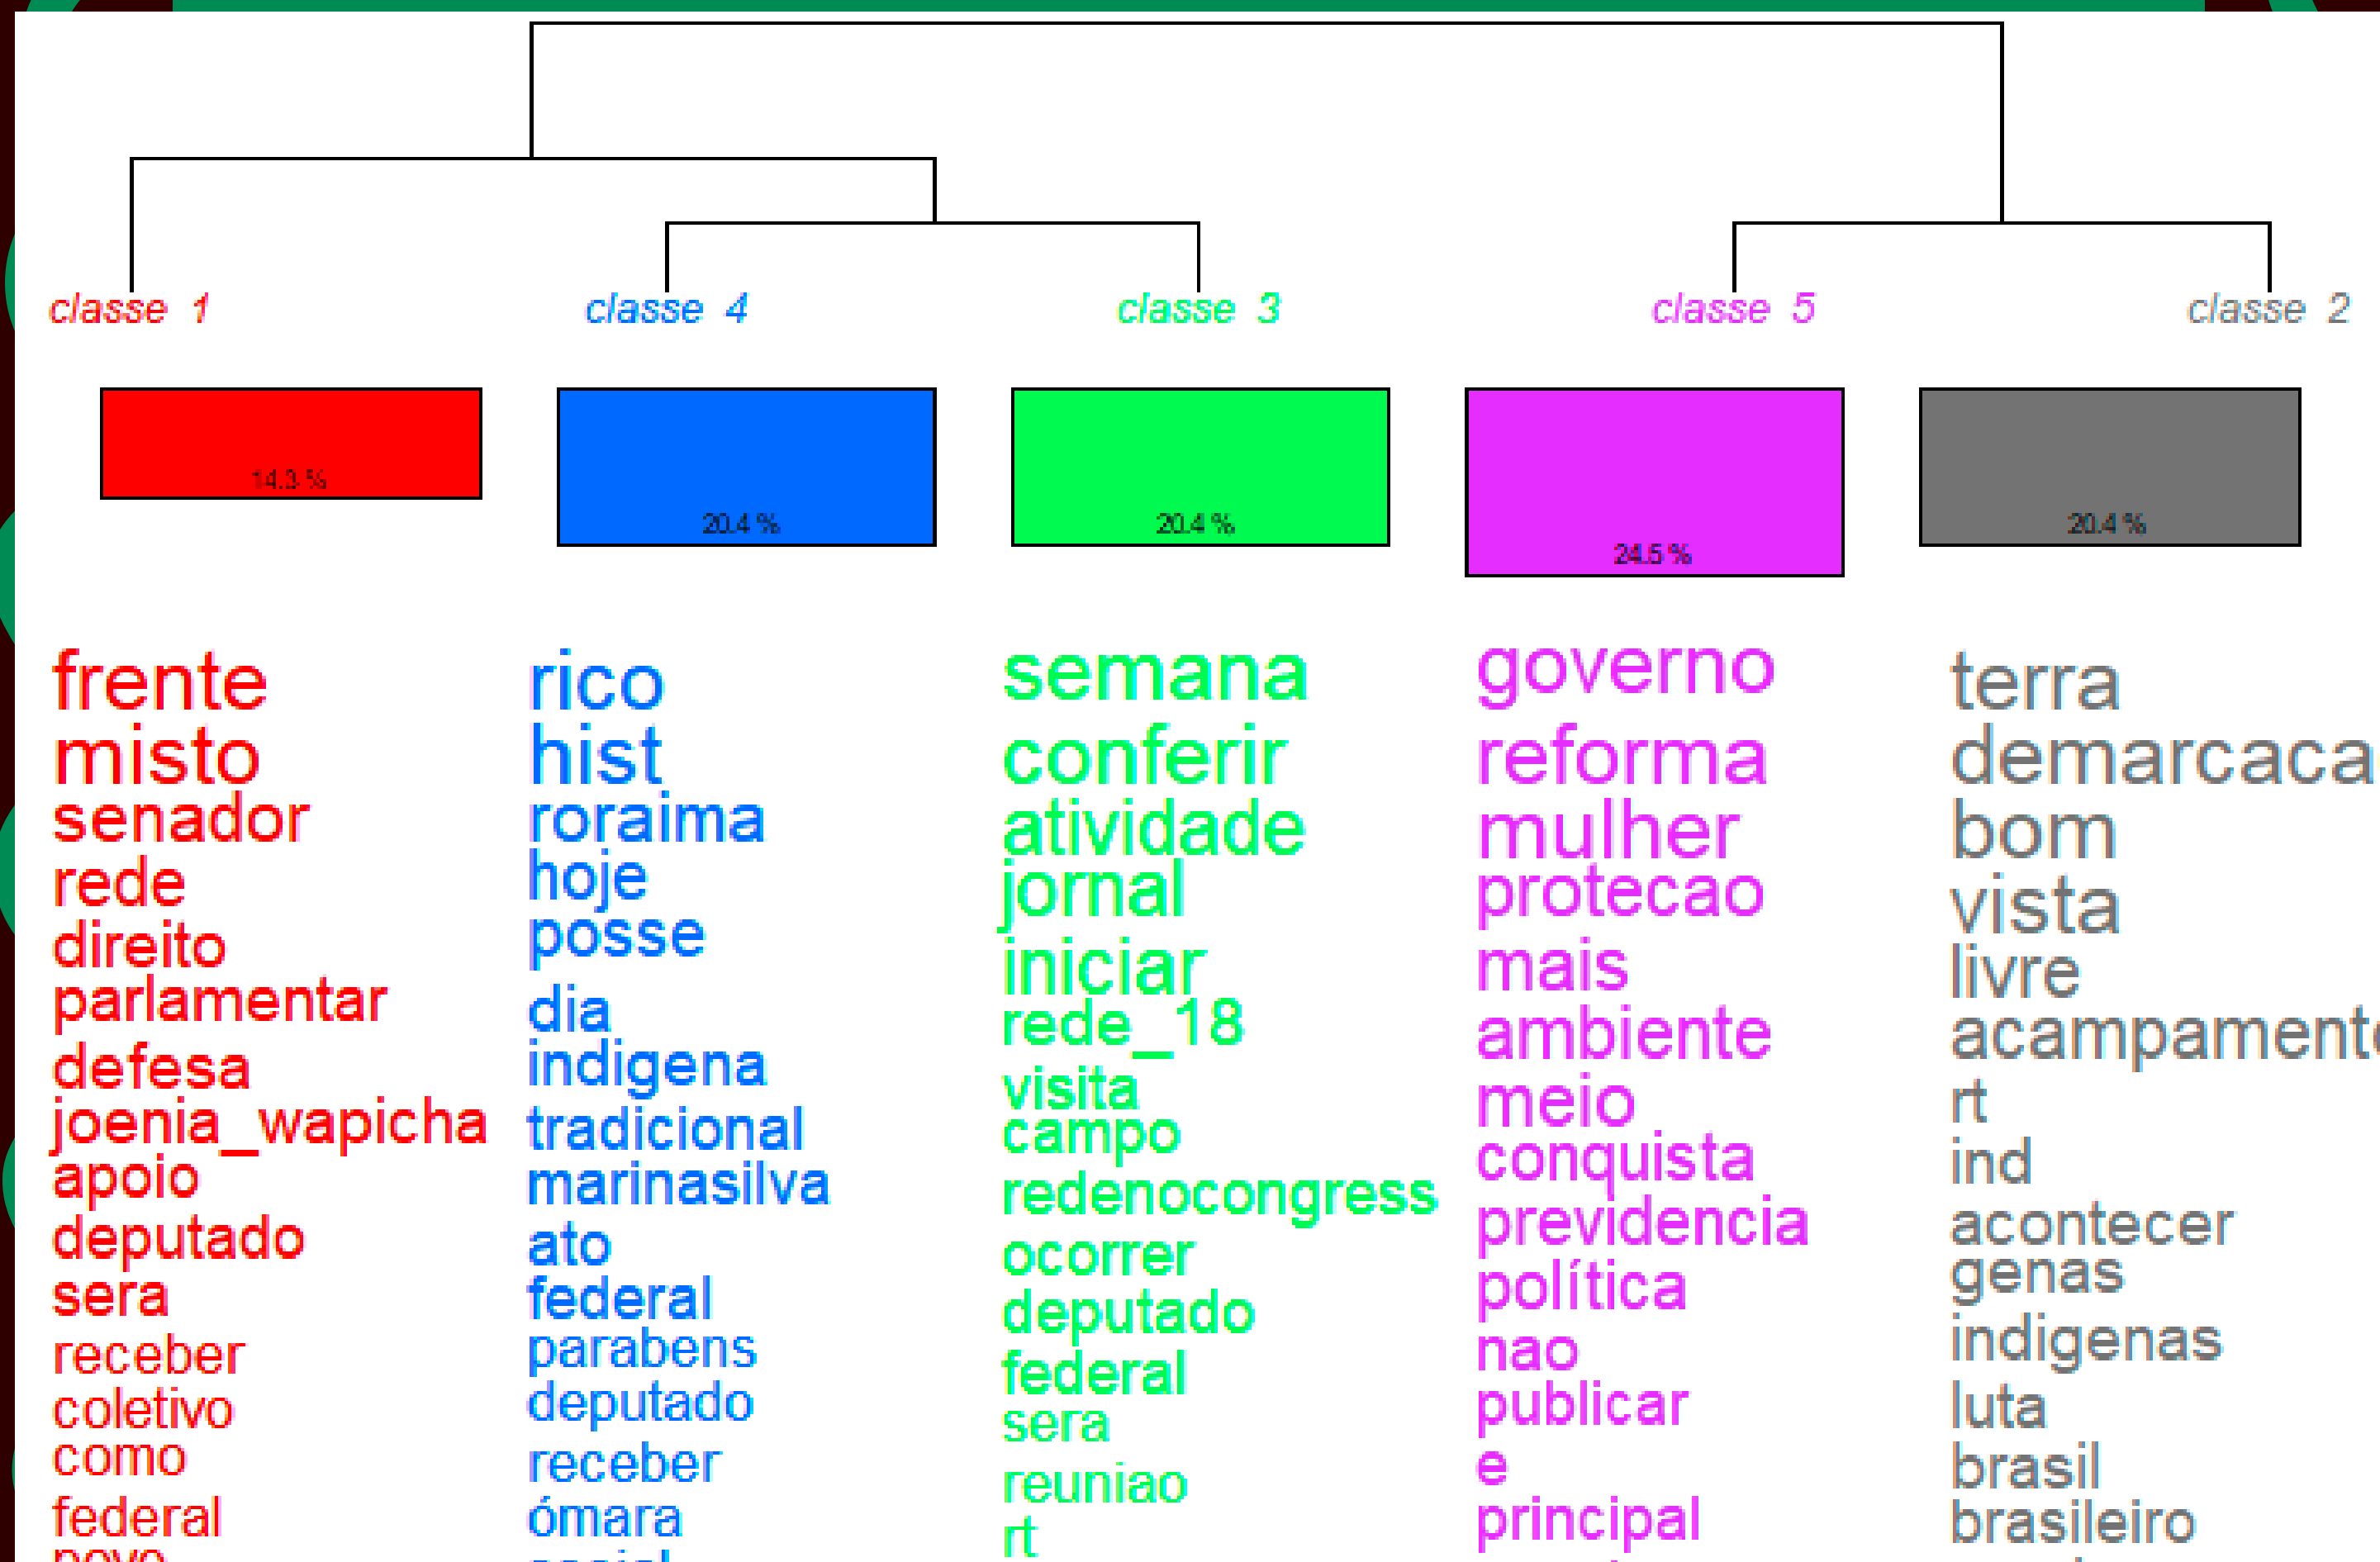 classe 1 classe 4 classe 3 classe 5 classe 2
14.3 % 20.4 % 20.4 % 24.5 % 20.4 %
frente
misto
senador
rede
direito
parlamentar
defesa
joenia_wapicha
apoio
deputado
sera
receber
coletivo
como
federal
rico
hist
roraima
hoje
posse
dia
indigena
tradicional
marinasilva
ato
federal
parabens
deputado
receber
ómara
semana
conferir
atividade
jornal
iniciar
rede_18
visita
campo
redenocongress
ocorrer
deputado
federal
sera
reuniao
rt
governo
reforma
mulher
protecao
mais
ambiente
meio
conquista
previdencia
política
nao
publicar
e
principal
terra
demarcaca
bom
vista
livre
acampamento
rt
ind
acontecer
genas
indigenas
luta
brasil
brasileiro